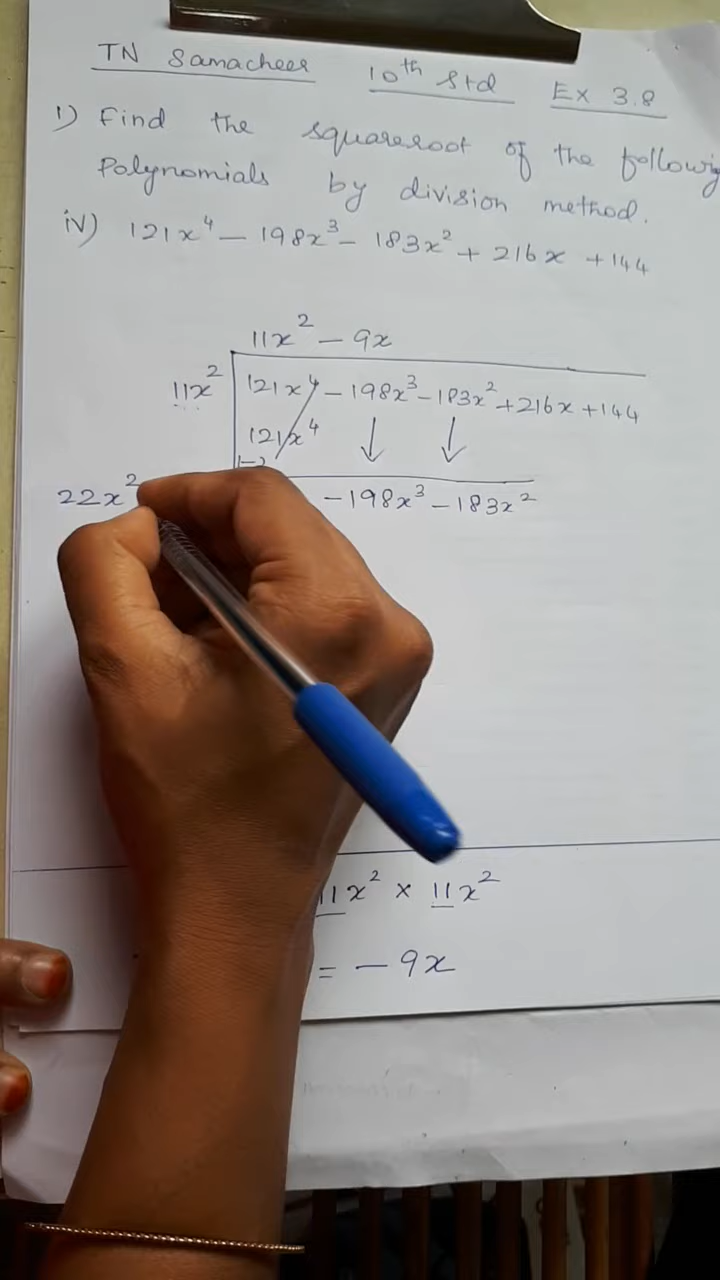 TN Samacheer 10th Std Ex 3.8
1) Find the squareroot of the followig
Polynomials by division method.
iv) 121x⁴ - 198x³ - 183x² + 216x + 144
11x² - 9x
11x² 121x⁴ - 198x³ - 183x² + 216x + 144
121x⁴ ↓ ↓
(-)
22x² - 198x³ - 183x²
11x² × 11x²
= - 9x